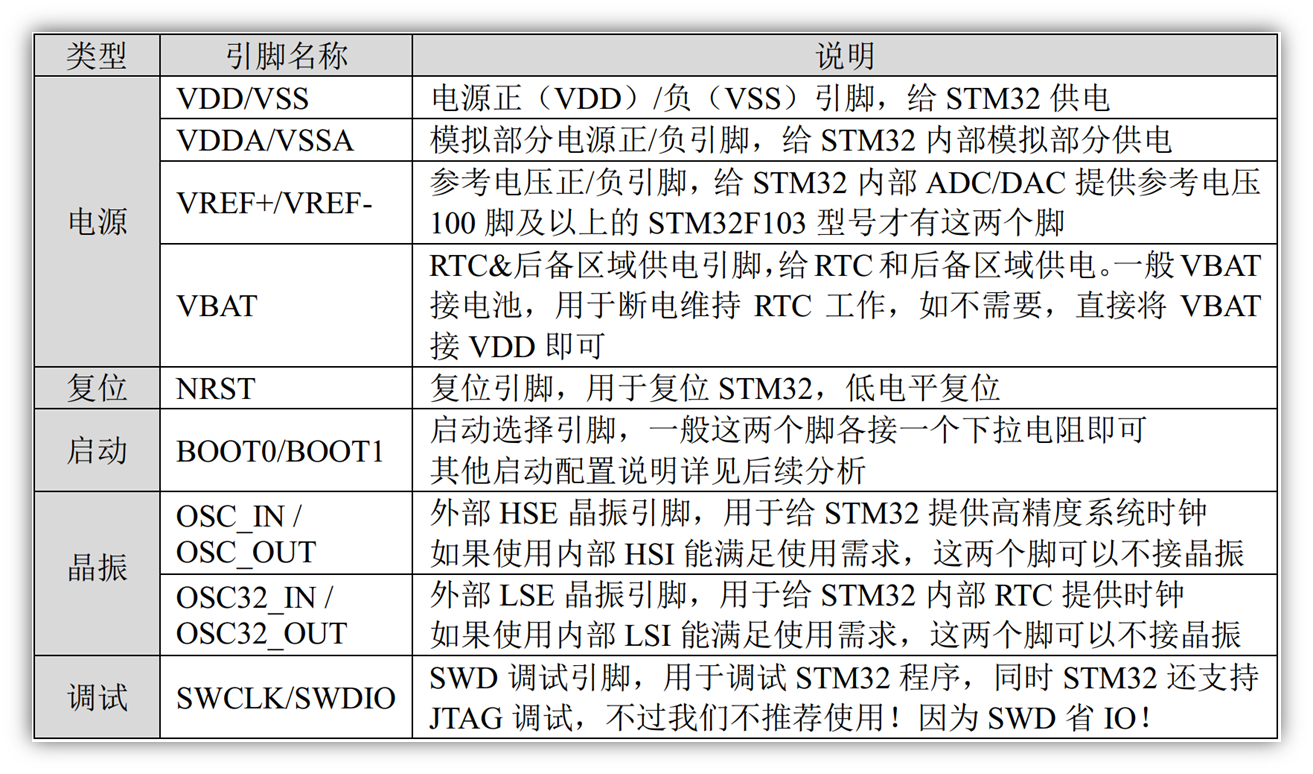 类型 引脚名称 说明
电源
VDD/VSS
电源正（VDD）/负（VSS）引脚，给 STM32 供电
VDDA/VSSA
模拟部分电源正/负引脚，给 STM32 内部模拟部分供电
VREF+/VREF-
参考电压正/负引脚，给 STM32 内部 ADC/DAC 提供参考电压
100 脚及以上的 STM32F103 型号才有这两个脚
VBAT
RTC&后备区域供电引脚，给 RTC 和后备区域供电。一般 VBAT
接电池，用于断电维持 RTC 工作，如不需要，直接将 VBAT
接 VDD 即可
复位
NRST
复位引脚，用于复位 STM32，低电平复位
启动
BOOT0/BOOT1
启动选择引脚，一般这两个脚各接一个下拉电阻即可
其他启动配置说明详见后续分析
晶振
OSC_IN /
OSC_OUT
外部 HSE 晶振引脚，用于给 STM32 提供高精度系统时钟
如果使用内部 HSI 能满足使用需求，这两个脚可以不接晶振
OSC32_IN /
OSC32_OUT
外部 LSE 晶振引脚，用于给 STM32 内部 RTC 提供时钟
如果使用内部 LSI 能满足使用需求，这两个脚可以不接晶振
调试
SWCLK/SWDIO
SWD 调试引脚，用于调试 STM32 程序，同时 STM32 还支持
JTAG 调试，不过我们不推荐使用！因为 SWD 省 IO！